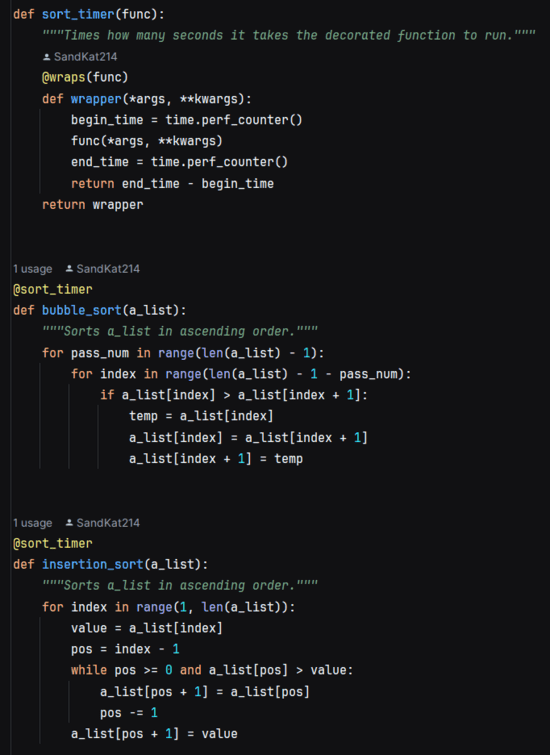 def sort_timer(func):
    """Times how many seconds it takes the decorated function to run."""
    SandKat214
    @wraps(func)
    def wrapper(*args, **kwargs):
        begin_time = time.perf_counter()
        func(*args, **kwargs)
        end_time = time.perf_counter()
        return end_time - begin_time
    return wrapper
1 usage  SandKat214
@sort_timer
def bubble_sort(a_list):
    """Sorts a_list in ascending order."""
    for pass_num in range(len(a_list) - 1):
        for index in range(len(a_list) - 1 - pass_num):
            if a_list[index] > a_list[index + 1]:
                temp = a_list[index]
                a_list[index] = a_list[index + 1]
                a_list[index + 1] = temp
1 usage  SandKat214
@sort_timer
def insertion_sort(a_list):
    """Sorts a_list in ascending order."""
    for index in range(1, len(a_list)):
        value = a_list[index]
        pos = index - 1
        while pos >= 0 and a_list[pos] > value:
            a_list[pos + 1] = a_list[pos]
            pos -= 1
        a_list[pos + 1] = value